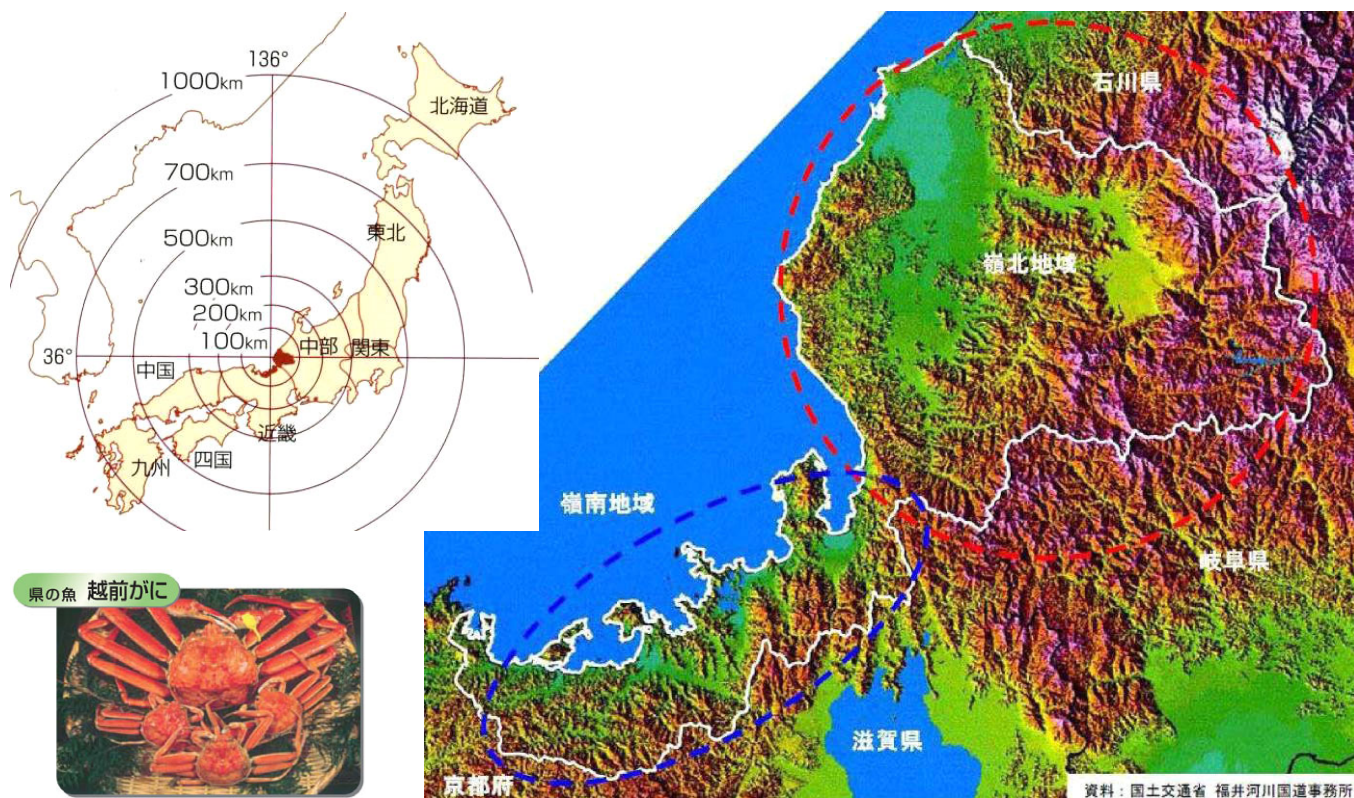 136°
1000km
北海道
700km
東北
500km
300km
200km
100km
中部
関東
36°
中国
近畿
四国
九州
県の魚 越前がに
石川県
嶺北地域
嶺南地域
岐阜県
滋賀県
京都府
資料：国土交通省 福井河川国道事務所